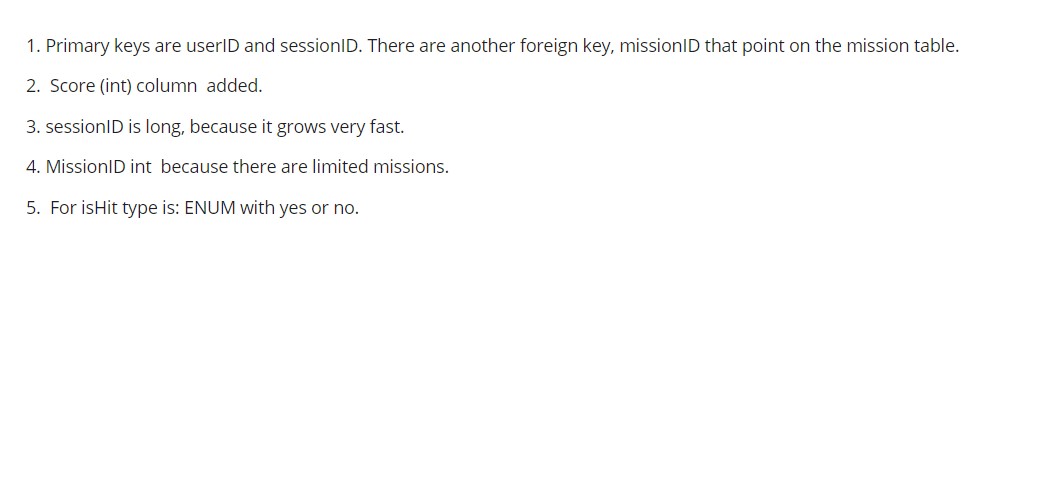 1. Primary keys are userID and sessionID. There are another foreign key, missionID that point on the mission table.
2.  Score (int) column  added.
3. sessionID is long, because it grows very fast.
4. MissionID int  because there are limited missions.
5.  For isHit type is: ENUM with yes or no.